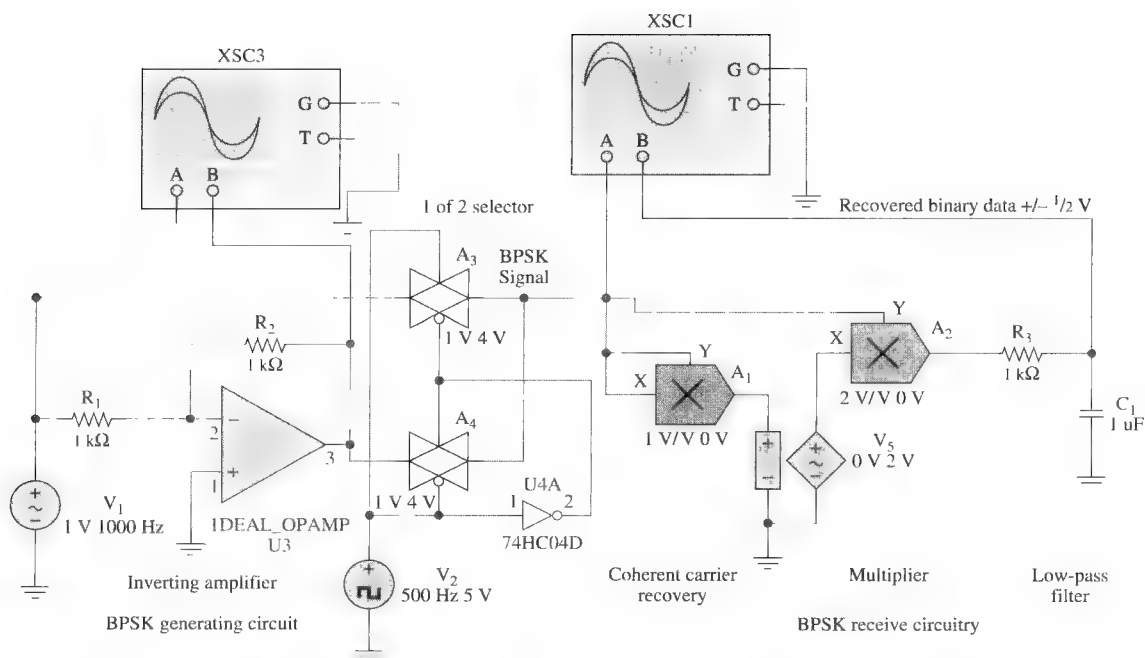 XSC3
G
T
A
B
XSC1
G
T
A
B
Recovered binary data +/− 1/2 V
1 of 2 selector
A3
BPSK
Signal
1 V 4 V
R2
1 kΩ
R1
1 kΩ
2
1
3
V1
1 V 1000 Hz
IDEAL_OPAMP
U3
A4
1 V 4 V
U4A
1
2
74HC04D
V2
500 Hz 5 V
Y
X
A1
1 V/V 0 V
Y
X
A2
2 V/V 0 V
V5
0 V 2 V
R3
1 kΩ
C1
1 uF
Inverting amplifier
BPSK generating circuit
Coherent carrier
recovery
Multiplier
Low-pass
filter
BPSK receive circuitry